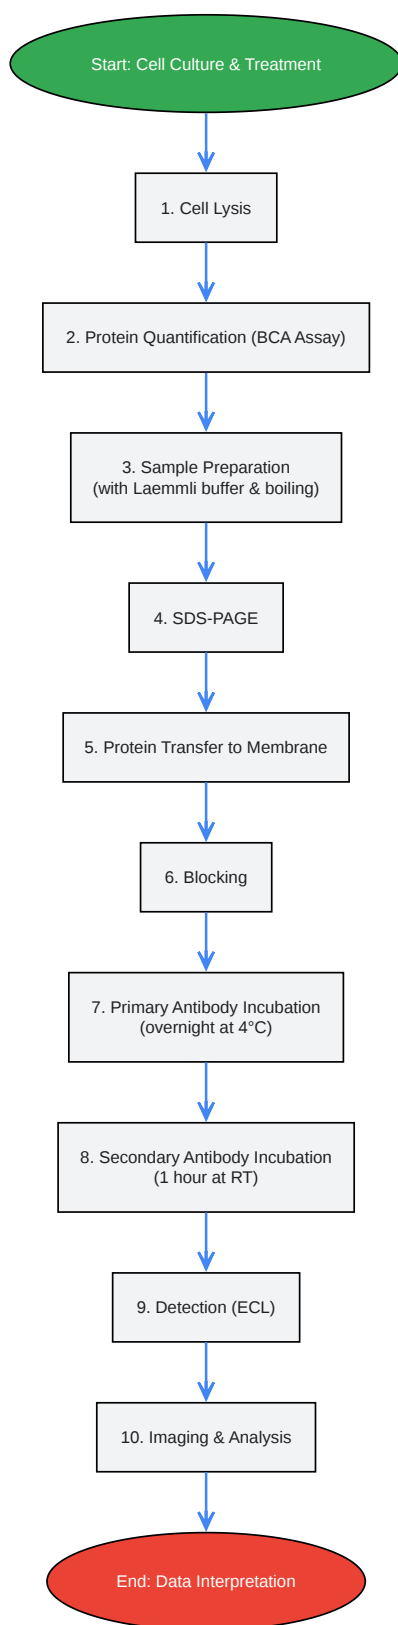 Start: Cell Culture & Treatment
1. Cell Lysis
2. Protein Quantification (BCA Assay)
3. Sample Preparation
(with Laemmli buffer & boiling)
4. SDS-PAGE
5. Protein Transfer to Membrane
6. Blocking
7. Primary Antibody Incubation
(overnight at 4°C)
8. Secondary Antibody Incubation
(1 hour at RT)
9. Detection (ECL)
10. Imaging & Analysis
End: Data Interpretation